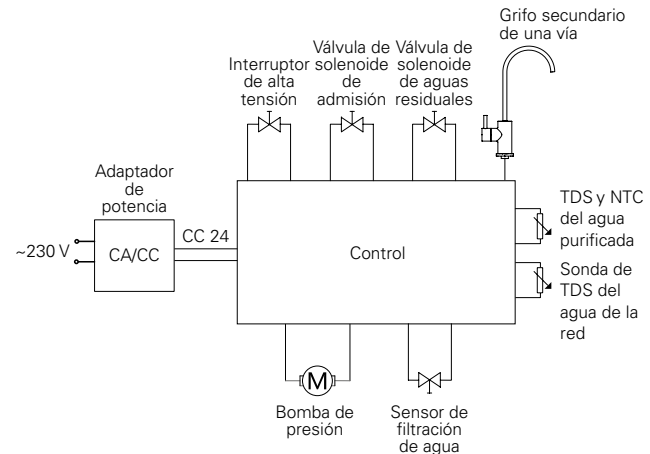 Grifo secundario
de una vía
Interruptor
de alta
tensión
Válvula de
solenoide
de
admisión
Válvula de
solenoide
de aguas
residuales
Adaptador
de
potencia
~230 V
CA/CC
CC 24
Control
TDS y NTC
del agua
purificada
Sonda de
TDS del
agua de la
red
M
Bomba de
presión
Sensor de
filtración
de agua